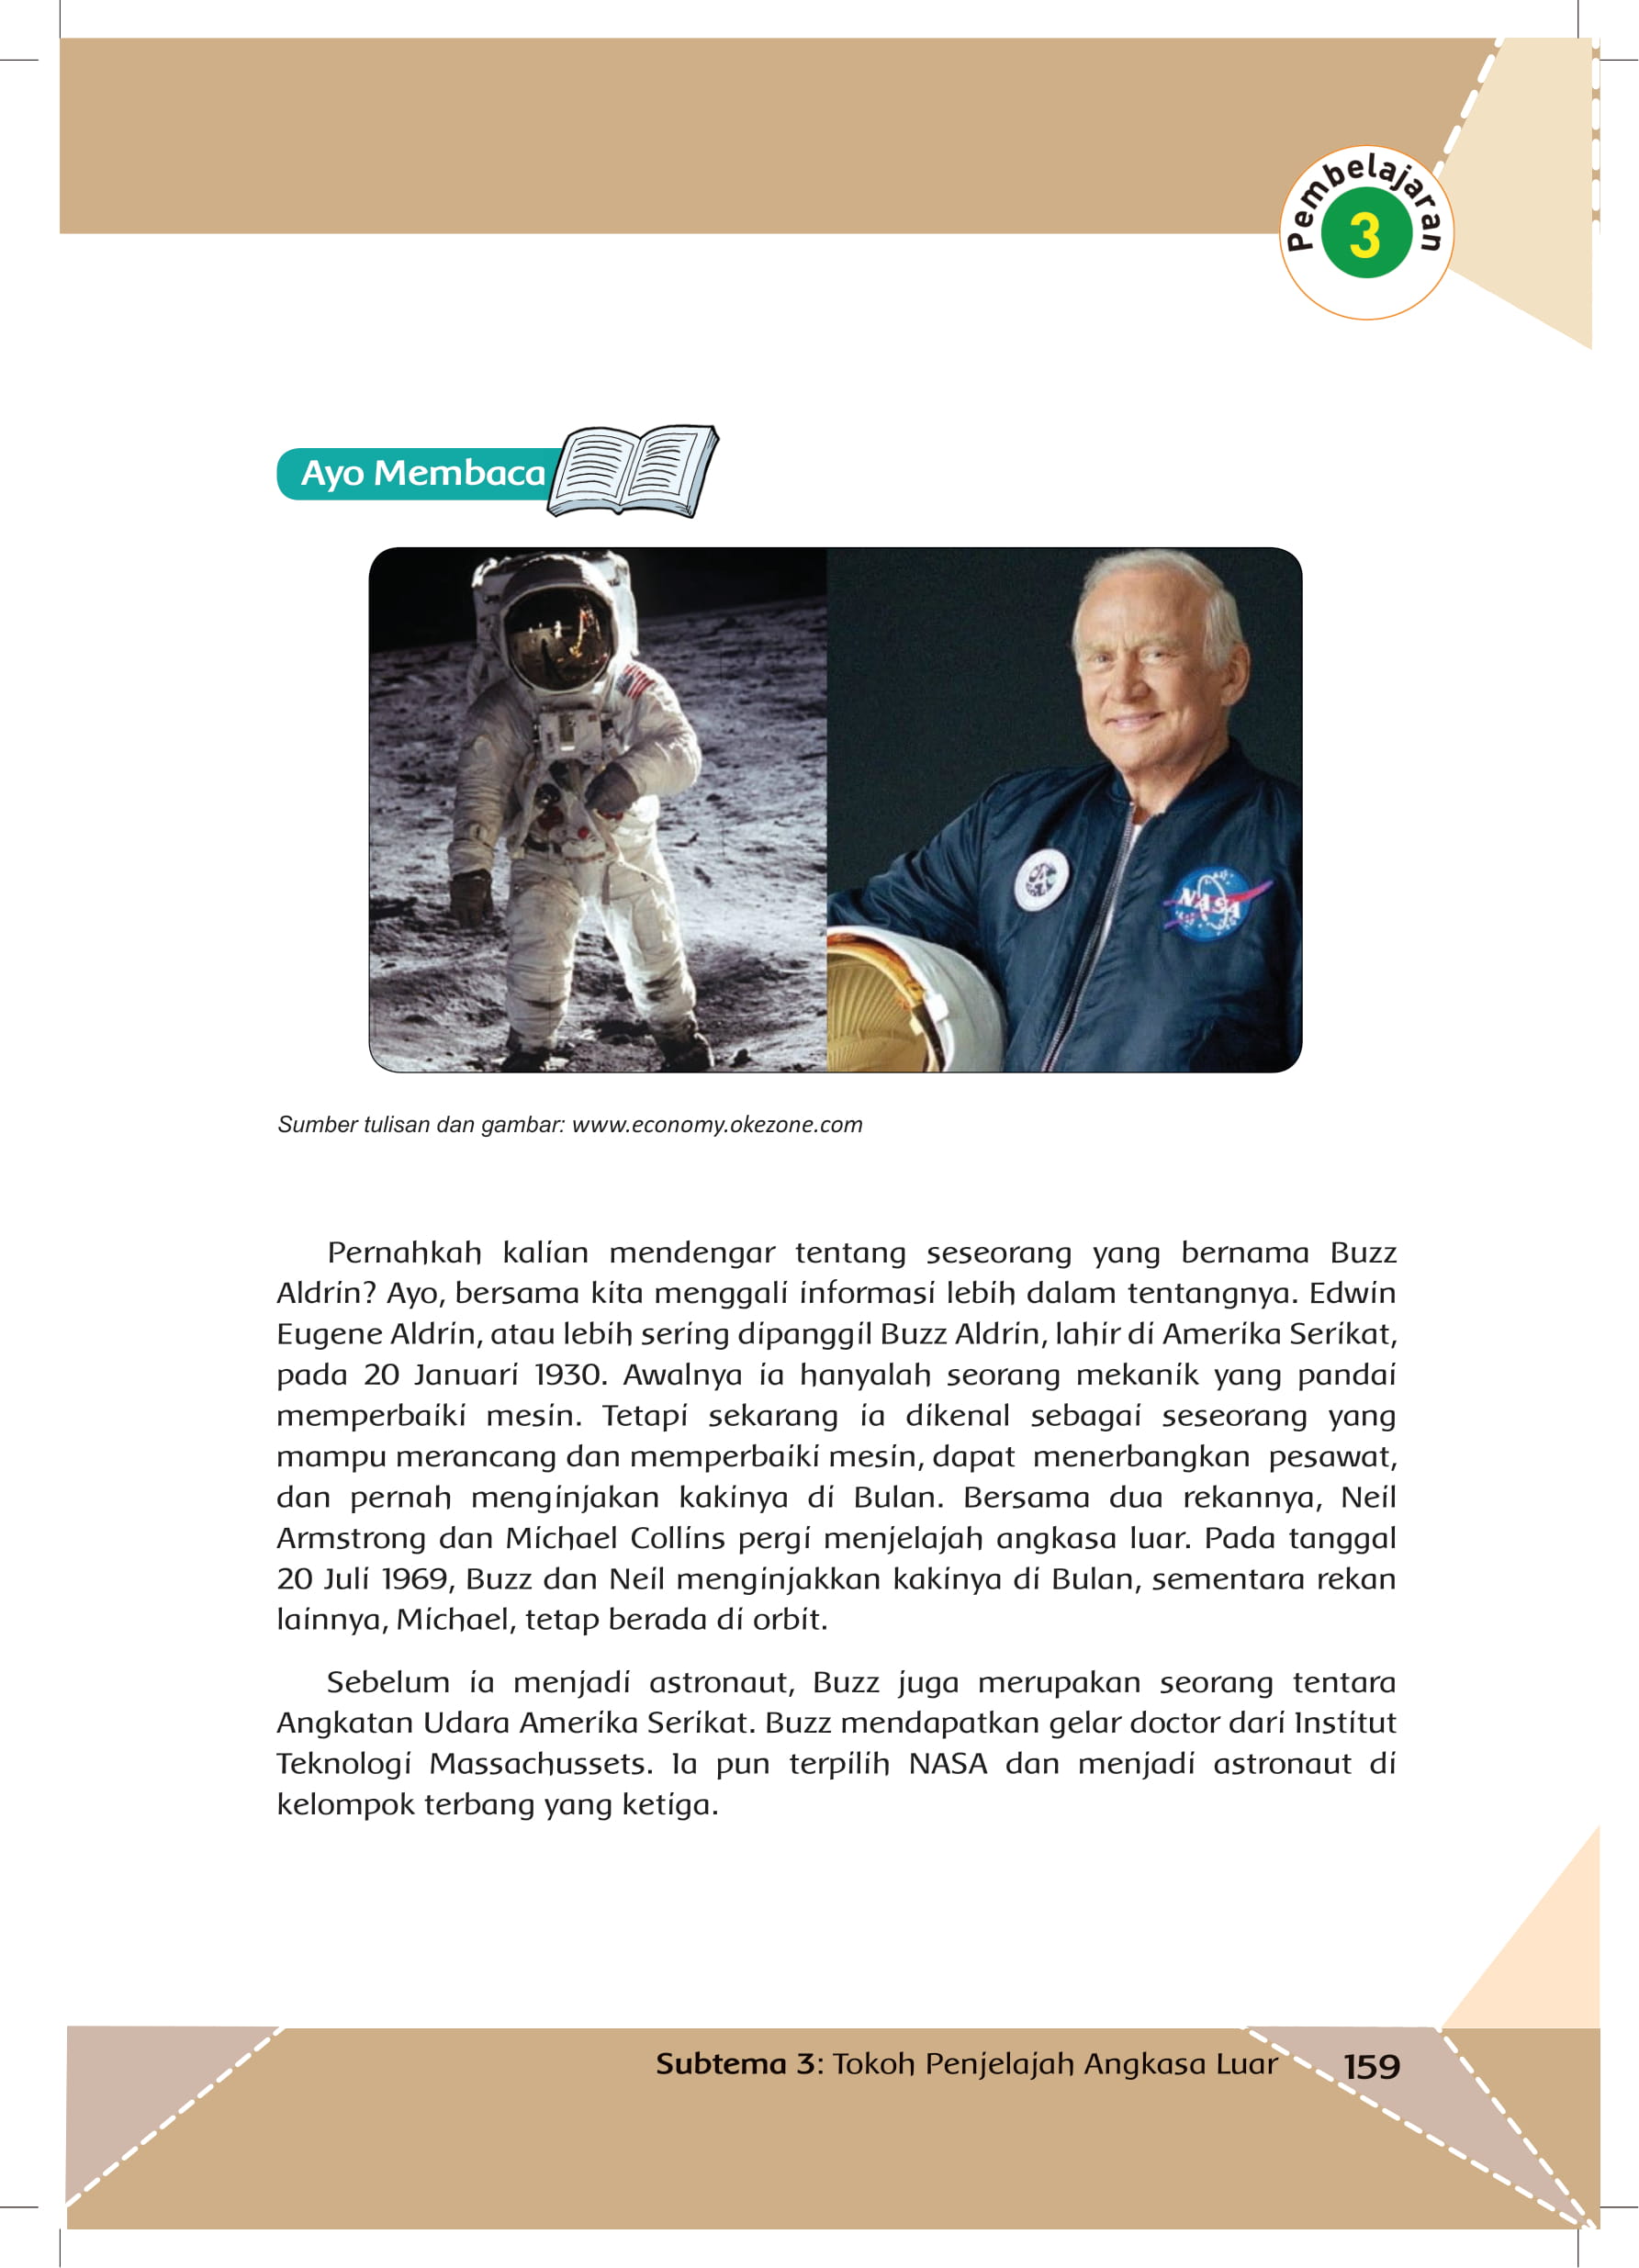 Pembelajaran
3
Ayo Membaca
NASA
Sumber tulisan dan gambar: www.economy.okezone.com
Pernahkah kalian mendengar tentang seseorang yang bernama Buzz
Aldrin? Ayo, bersama kita menggali informasi lebih dalam tentangnya. Edwin
Eugene Aldrin, atau lebih sering dipanggil Buzz Aldrin, lahir di Amerika Serikat,
pada 20 Januari 1930. Awalnya ia hanyalah seorang mekanik yang pandai
memperbaiki mesin. Tetapi sekarang ia dikenal sebagai seseorang yang
mampu merancang dan memperbaiki mesin, dapat menerbangkan pesawat,
dan pernah menginjakan kakinya di Bulan. Bersama dua rekannya, Neil
Armstrong dan Michael Collins pergi menjelajah angkasa luar. Pada tanggal
20 Juli 1969, Buzz dan Neil menginjakkan kakinya di Bulan, sementara rekan
lainnya, Michael, tetap berada di orbit.
Sebelum ia menjadi astronaut, Buzz juga merupakan seorang tentara
Angkatan Udara Amerika Serikat. Buzz mendapatkan gelar doctor dari Institut
Teknologi Massachussets. Ia pun terpilih NASA dan menjadi astronaut di
kelompok terbang yang ketiga.
Subtema 3: Tokoh Penjelajah Angkasa Luar 159